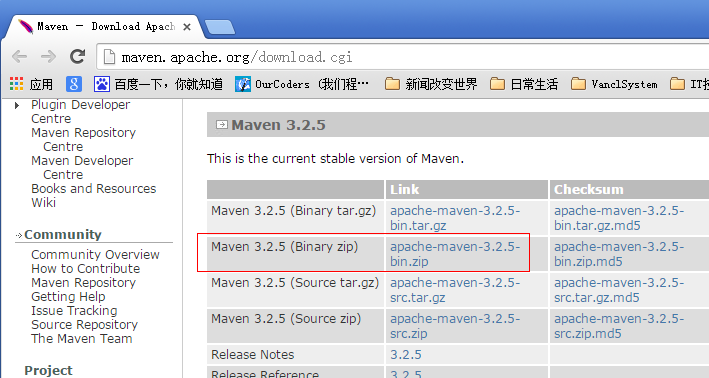 Maven — Download Apach
maven.apache.org/download.cgi
应用
百度一下，你就知道
OurCoders (我们程…
新闻改变世界
日常生活
VanclSystem
Plugin Developer
Centre
Maven Repository
Centre
Maven Developer
Centre
Books and Resources
Wiki
Community
Community Overview
How to Contribute
Maven Repository
Getting Help
Issue Tracking
Source Repository
The Maven Team
Project
Maven 3.2.5
This is the current stable version of Maven.
Link Checksum
Maven 3.2.5 (Binary tar.gz) apache-maven-3.2.5- apache-maven-3.2.5-
bin.tar.gz bin.tar.gz.md5
Maven 3.2.5 (Binary zip) apache-maven-3.2.5- apache-maven-3.2.5-
bin.zip bin.zip.md5
Maven 3.2.5 (Source tar.gz) apache-maven-3.2.5- apache-maven-3.2.5-
src.tar.gz src.tar.gz.md5
Maven 3.2.5 (Source zip) apache-maven-3.2.5- apache-maven-3.2.5-
src.zip src.zip.md5
Release Notes 3.2.5
Release Reference 3.2.5